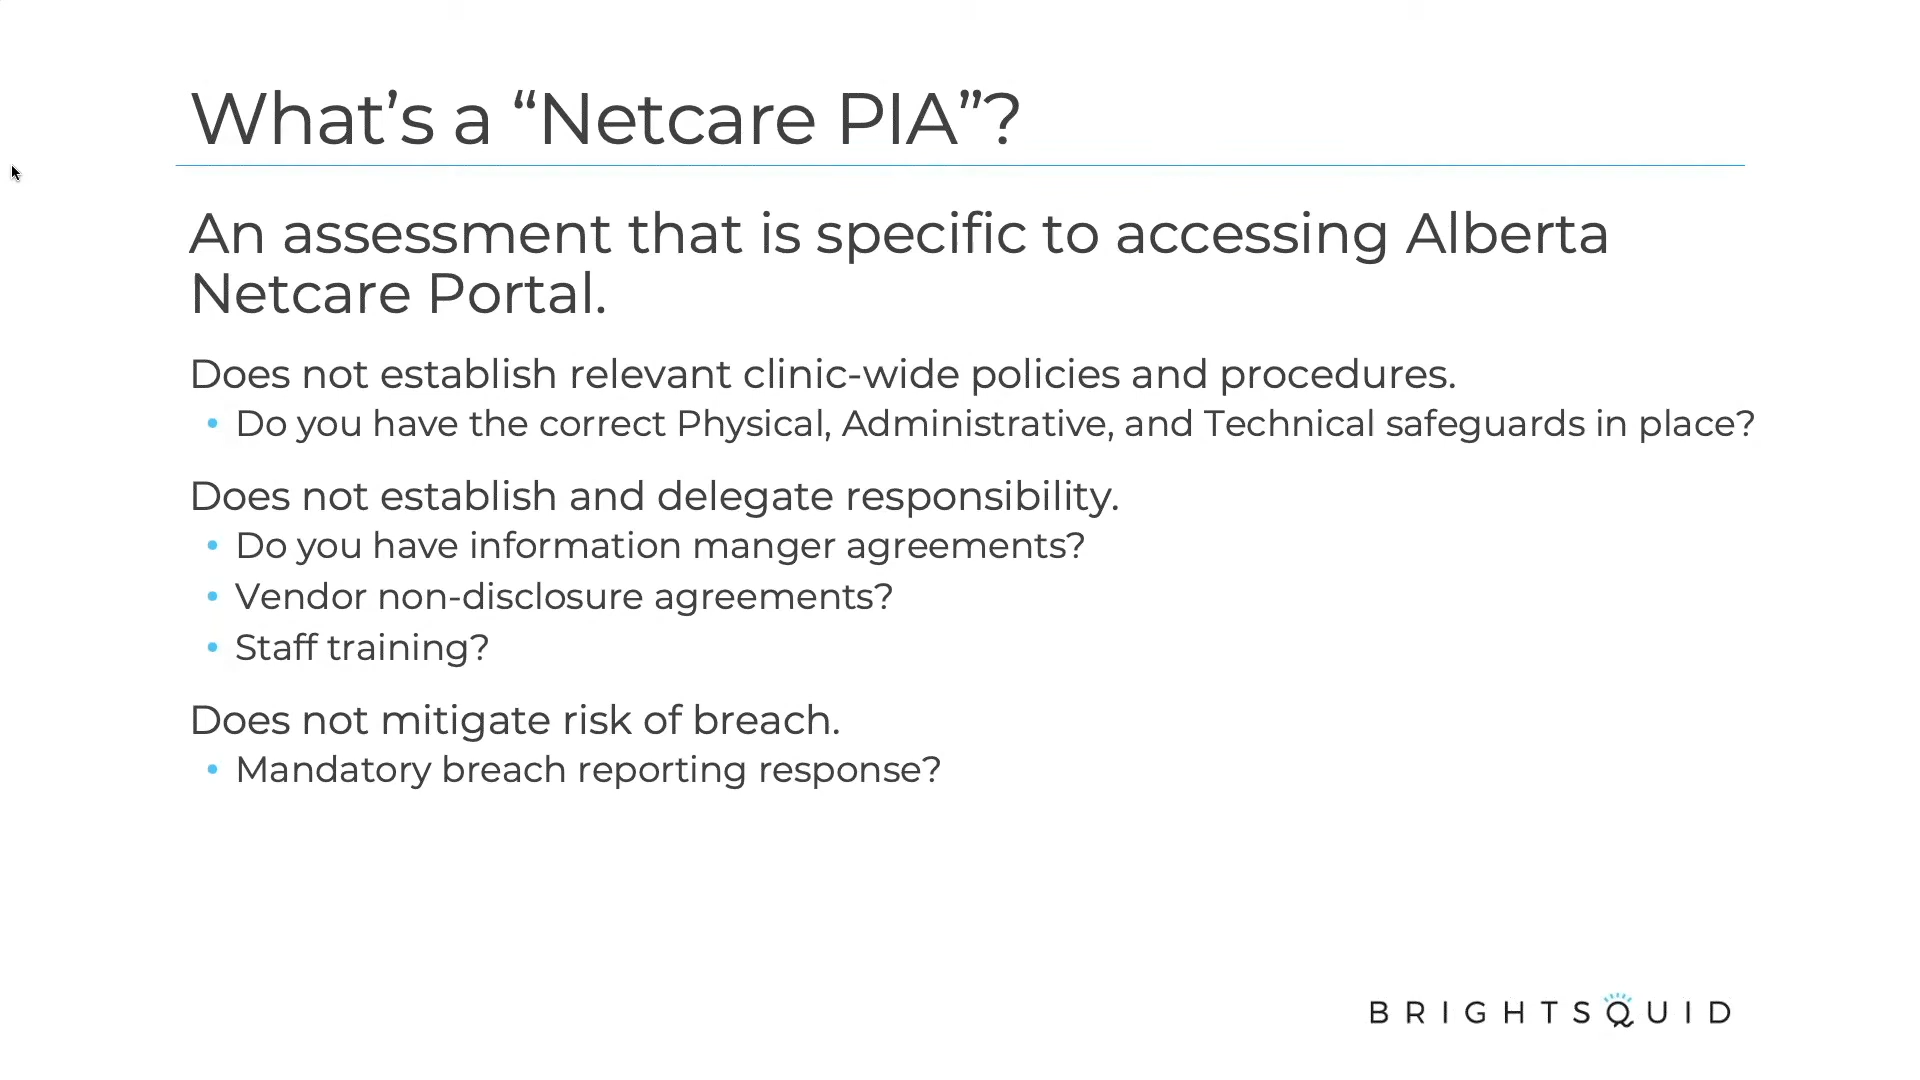 What’s a “Netcare PIA”?
An assessment that is specific to accessing Alberta
Netcare Portal.
Does not establish relevant clinic-wide policies and procedures.
• Do you have the correct Physical, Administrative, and Technical safeguards in place?
Does not establish and delegate responsibility.
• Do you have information manger agreements?
• Vendor non-disclosure agreements?
• Staff training?
Does not mitigate risk of breach.
• Mandatory breach reporting response?
BRIGHTSQUID